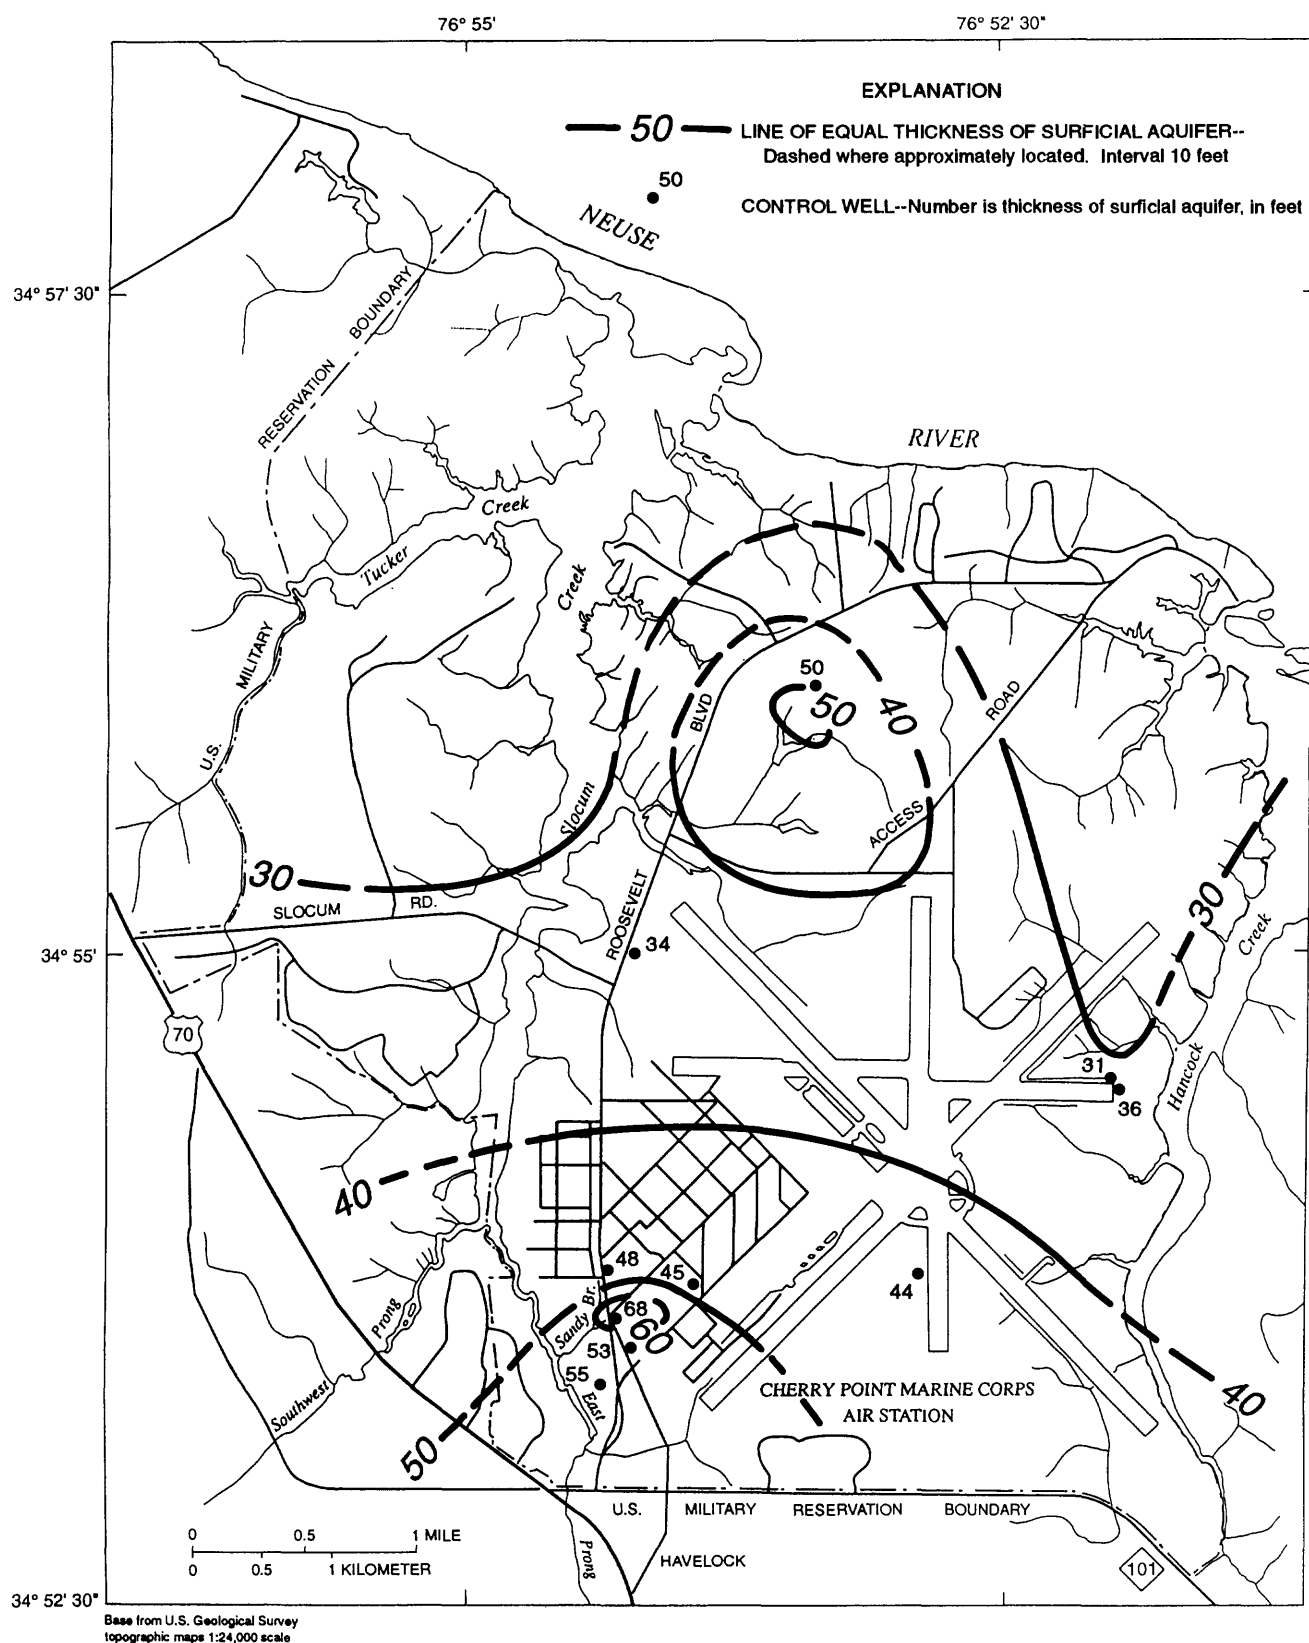 76° 55'
76° 52' 30"
EXPLANATION
50
LINE OF EQUAL THICKNESS OF SURFICIAL AQUIFER--
Dashed where approximately located. Interval 10 feet
50
CONTROL WELL--Number is thickness of surficial aquifer, in feet
NEUSE
34° 57' 30"
RESERVATION BOUNDARY
RIVER
Creek
Tucker
Creek
U.S. MILITARY
50
50
40
BLVD
ROAD
Slocum
ACCESS
30
SLOCUM RD.
ROOSEVELT
30
Creek
34
34° 55'
70
31
36
Hancock
40
48
45
44
Sandy Br.
68
60
53
55
Prong
Southwest
East
CHERRY POINT MARINE CORPS
AIR STATION
40
50
U.S. MILITARY RESERVATION BOUNDARY
0 0.5 1 MILE
0 0.5 1 KILOMETER
Prong
HAVELOCK
101
34° 52' 30"
Base from U.S. Geological Survey
topographic maps 1:24,000 scale